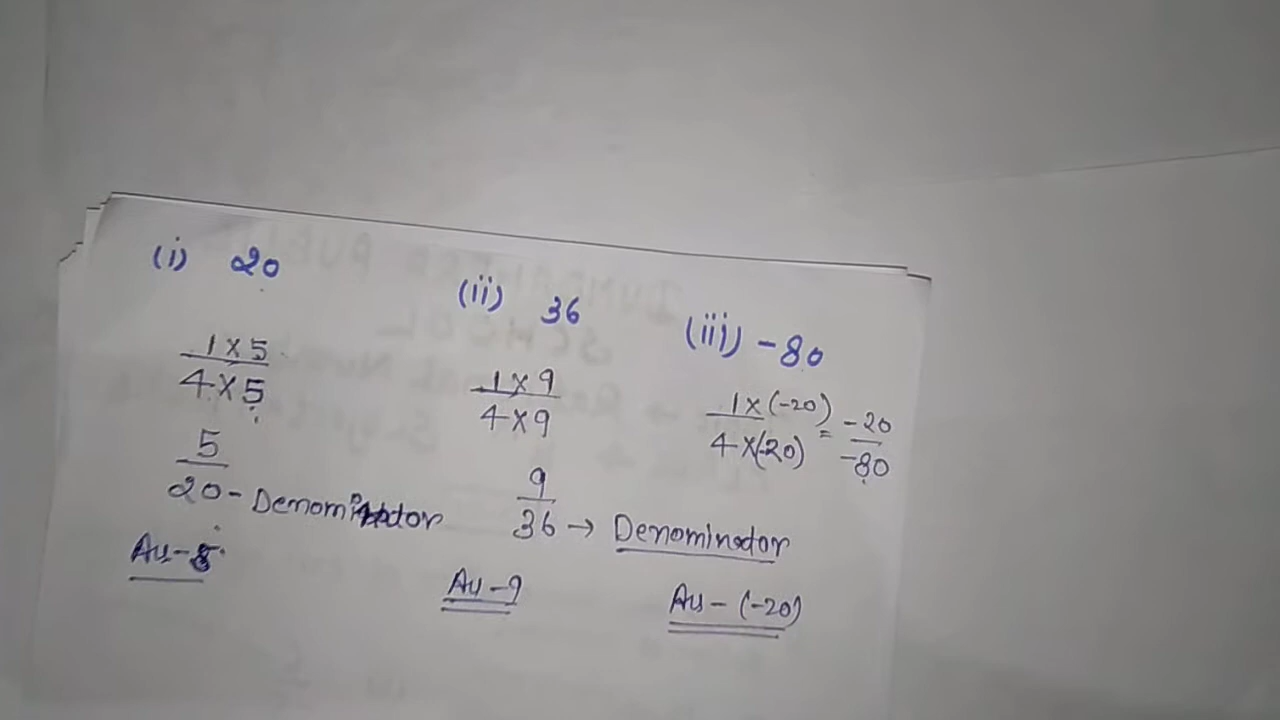 (i) 20
1 x 5
4 x 5
5
20 - Denominator
Au - 5
(ii) 36
1 x 9
4 x 9
9
36 → Denominator
Au - 9
(iii) -80
1 x (-20) = -20
4 x (-20) -80
Au - (-20)